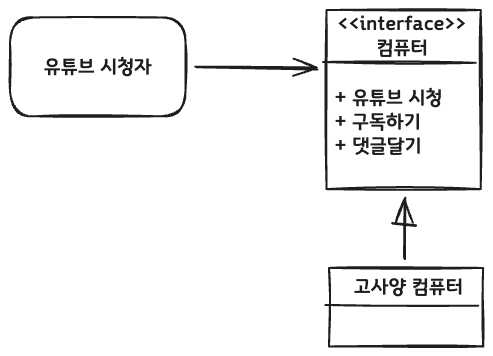 유튜브 시청자
<<interface>>
컴퓨터
+ 유튜브 시청
+ 구독하기
+ 댓글달기
고사양 컴퓨터